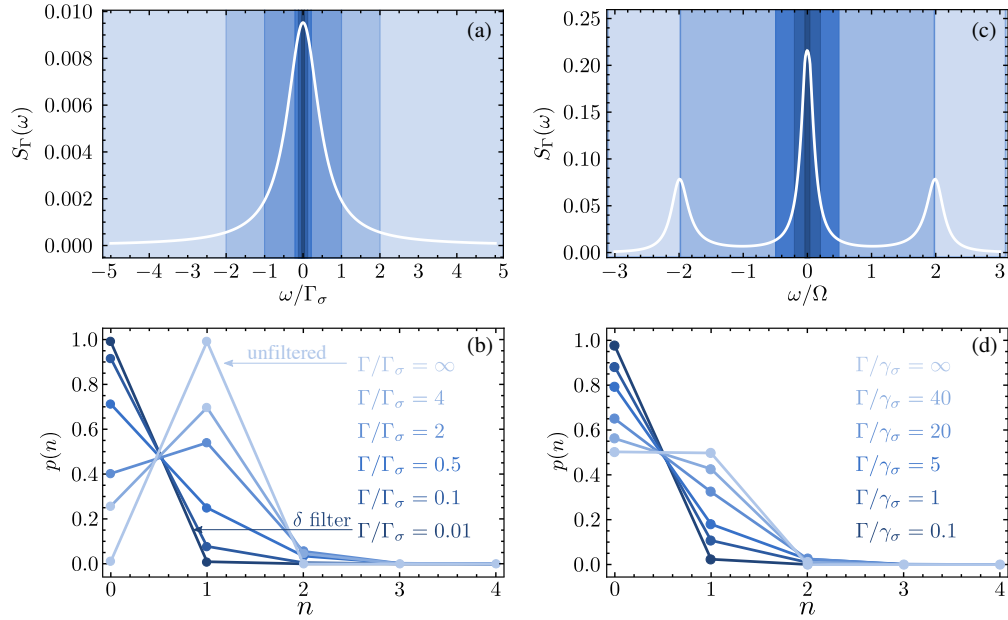 (a)
S_Γ(ω)
0.010
0.008
0.006
0.004
0.002
0.000
−5 −4 −3 −2 −1 0 1 2 3 4 5
ω/Γ_σ
(c)
S_Γ(ω)
0.25
0.20
0.15
0.10
0.05
0.00
−3 −2 −1 0 1 2 3
ω/Ω
(b)
p(n)
1.0
0.8
0.6
0.4
0.2
0.0
unfiltered
Γ/Γ_σ = ∞
Γ/Γ_σ = 4
Γ/Γ_σ = 2
Γ/Γ_σ = 0.5
Γ/Γ_σ = 0.1
δ filter
Γ/Γ_σ = 0.01
0 1 2 3 4
n
(d)
p(n)
1.0
0.8
0.6
0.4
0.2
0.0
Γ/γ_σ = ∞
Γ/γ_σ = 40
Γ/γ_σ = 20
Γ/γ_σ = 5
Γ/γ_σ = 1
Γ/γ_σ = 0.1
0 1 2 3 4
n